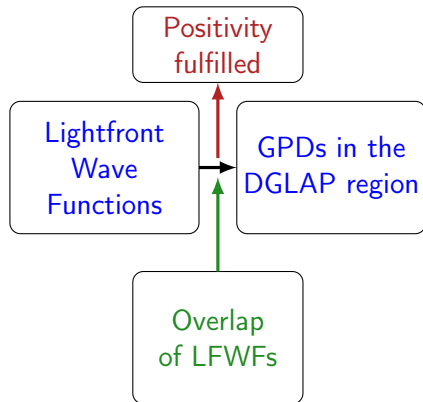 Positivity
fulfilled
Lightfront
Wave
Functions
GPDs in the
DGLAP region
Overlap
of LFWFs